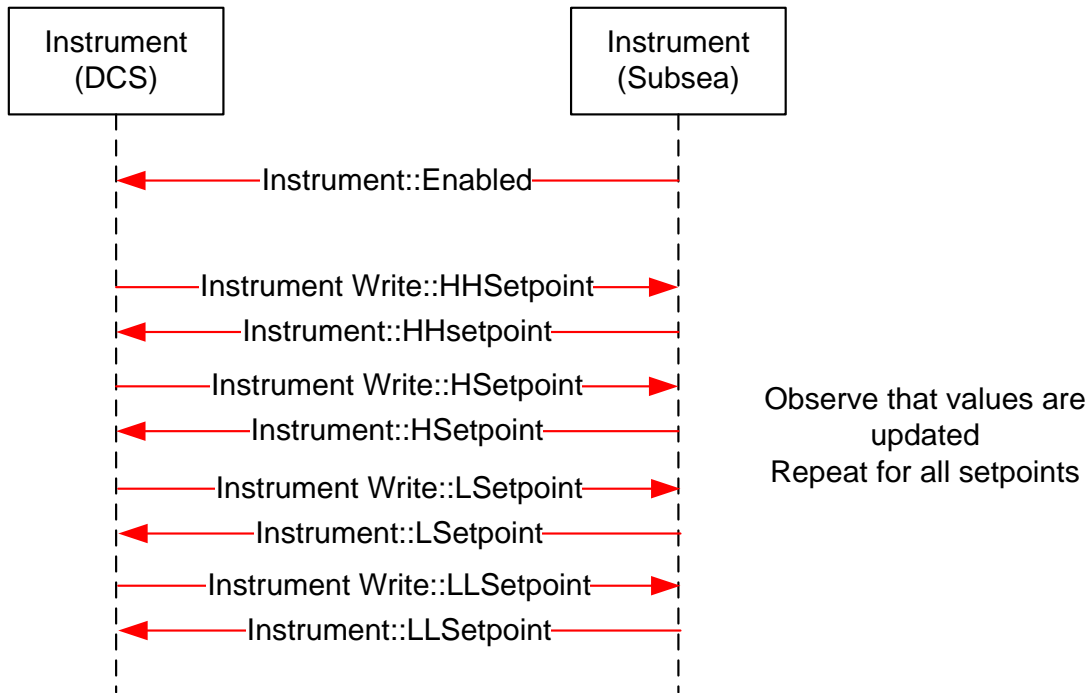 Instrument
(DCS)
Instrument
(Subsea)
Instrument::Enabled
Instrument Write::HHSetpoint
Instrument::HHsetpoint
Instrument Write::HSetpoint
Instrument::HSetpoint
Instrument Write::LSetpoint
Instrument::LSetpoint
Instrument Write::LLSetpoint
Instrument::LLSetpoint
Observe that values are
updated
Repeat for all setpoints